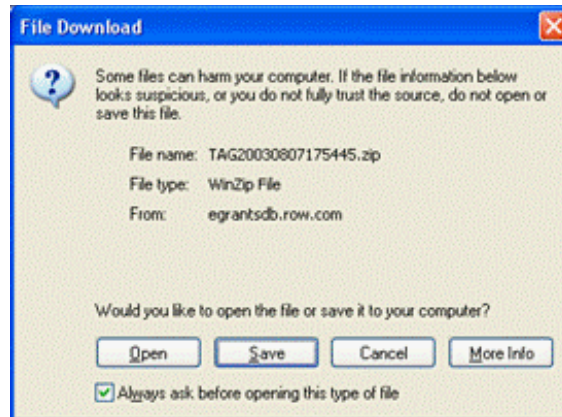 File Download
Some files can harm your computer. If the file information below
looks suspicious, or you do not fully trust the source, do not open or
save this file.
File name: TAG20030807175445.zip
File type: WinZip File
From: egrantsdb.row.com
Would you like to open the file or save it to your computer?
Open Save Cancel More Info
Always ask before opening this type of file